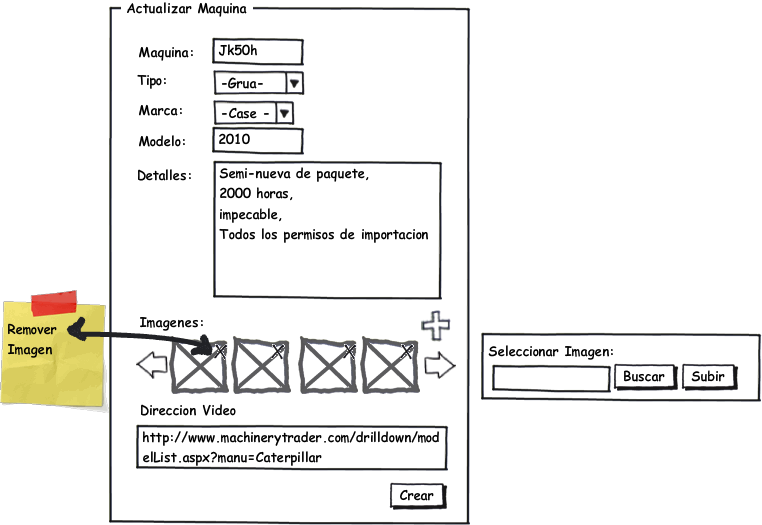 Actualizar Maquina
Maquina:
Jk50h
Tipo:
-Grua-
Marca:
-Case -
Modelo:
2010
Detalles:
Semi-nueva de paquete,
2000 horas,
impecable,
Todos los permisos de importacion
Remover
Imagen
Imagenes:
Seleccionar Imagen:
Buscar
Subir
Direccion Video
http://www.machinerytrader.com/drilldown/mod
elList.aspx?manu=Caterpillar
Crear